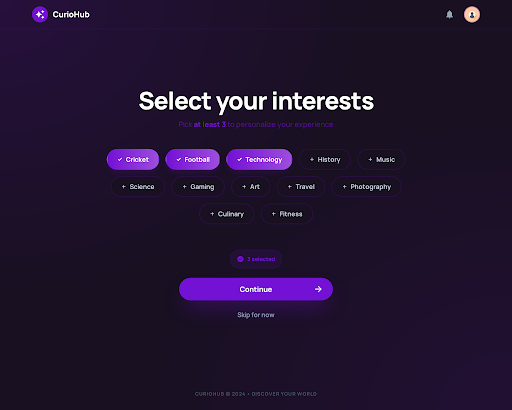 CurioHub
Select your interests
Pick at least 3 to personalize your experience.
Cricket Football Technology + History + Music
+ Science + Gaming + Art + Travel + Photography
+ Culinary + Fitness
3 selected
Continue →
Skip for now
CURIOHUB © 2024 • DISCOVER YOUR WORLD